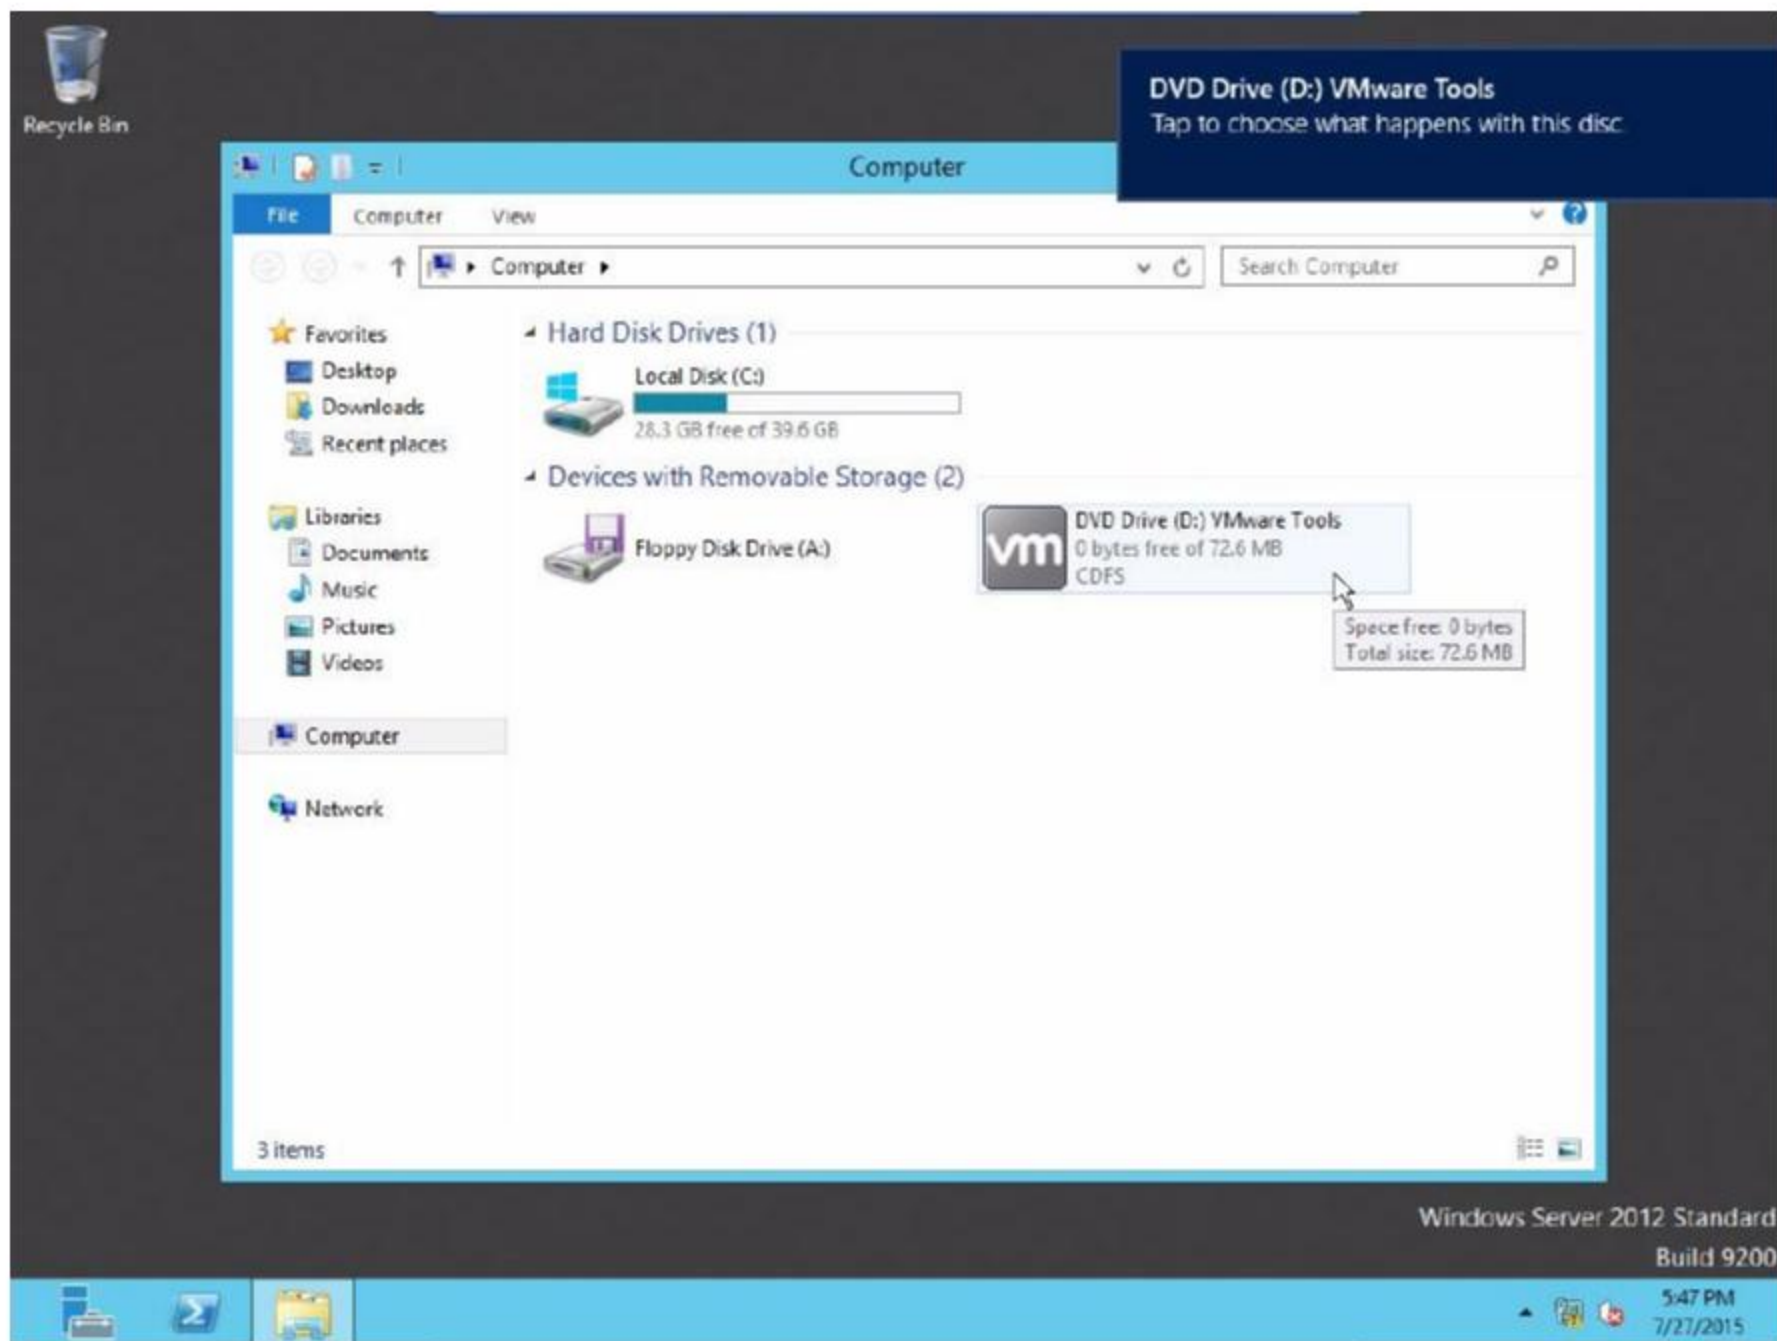 Recycle Bin
DVD Drive (D:) VMware Tools
Tap to choose what happens with this disc.
Computer
File
Computer
View
Computer
Search Computer
Favorites
Desktop
Downloads
Recent places
Libraries
Documents
Music
Pictures
Videos
Computer
Network
Hard Disk Drives (1)
Local Disk (C:)
28.3 GB free of 39.6 GB
Devices with Removable Storage (2)
Floppy Disk Drive (A:)
vm
DVD Drive (D:) VMware Tools
0 bytes free of 72.6 MB
CDFS
Space free: 0 bytes
Total size: 72.6 MB
3 items
Windows Server 2012 Standard
Build 9200
5:47 PM
7/27/2015